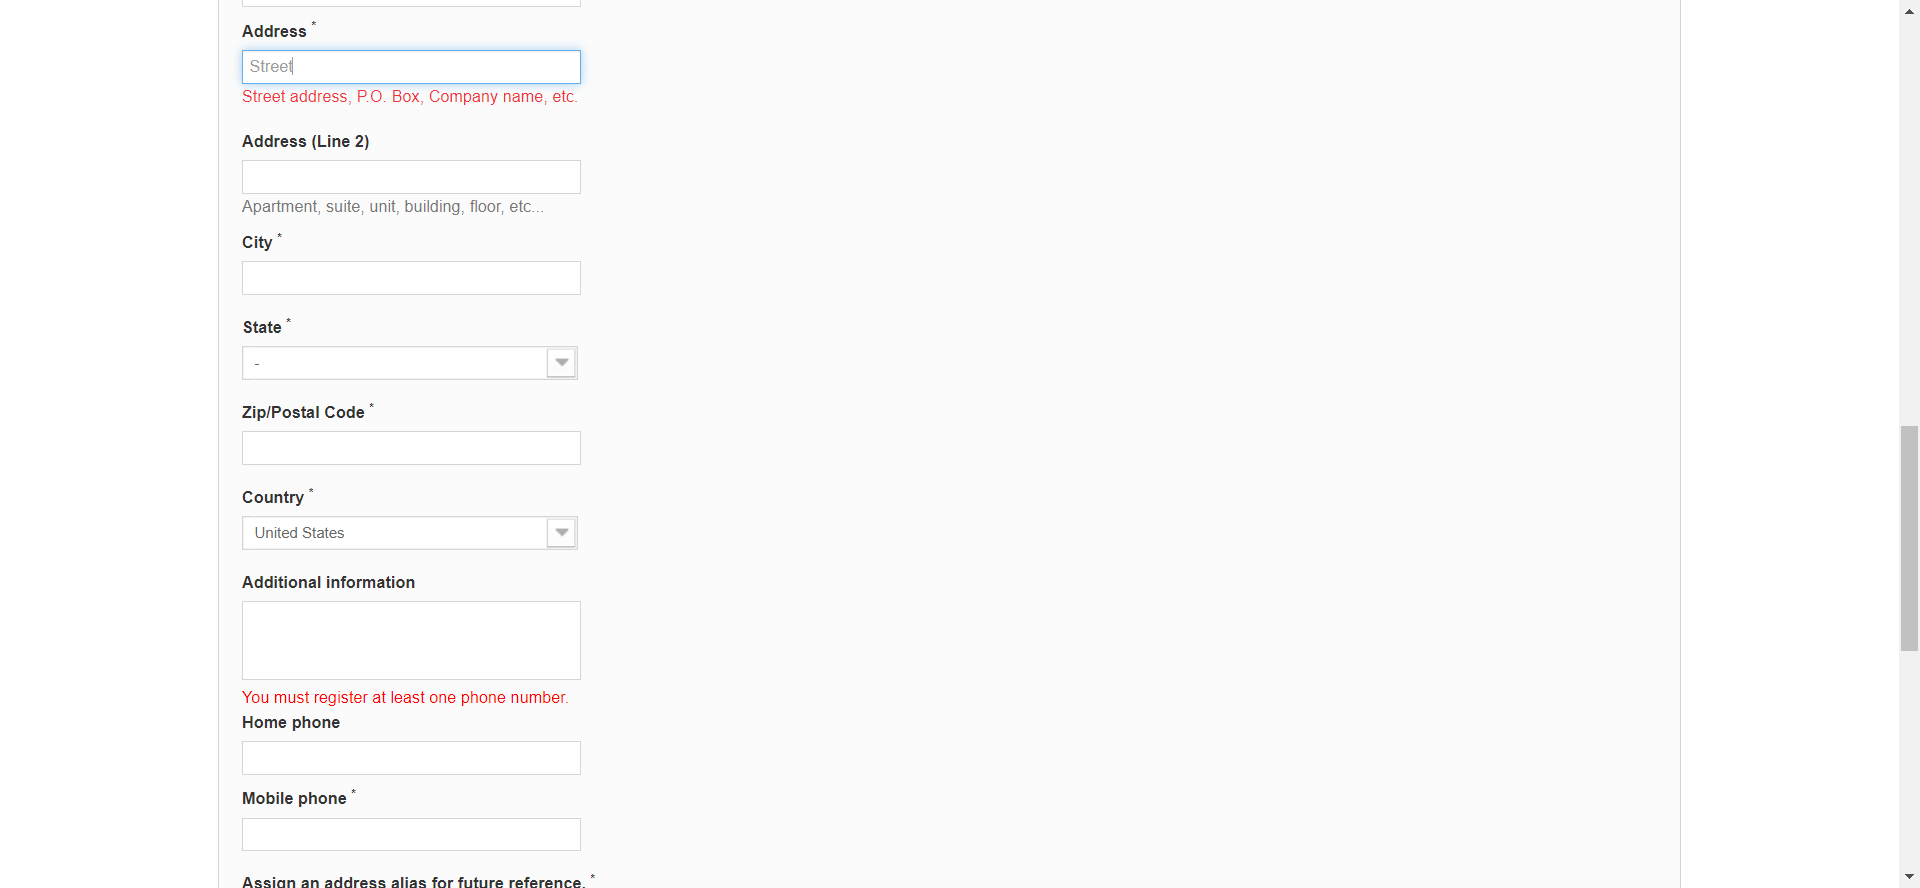 Address *
Street
Street address, P.O. Box, Company name, etc.
Address (Line 2)
Apartment, suite, unit, building, floor, etc...
City *
State *
-
Zip/Postal Code *
Country *
United States
Additional information
You must register at least one phone number.
Home phone
Mobile phone *
Assign an address alias for future reference. *